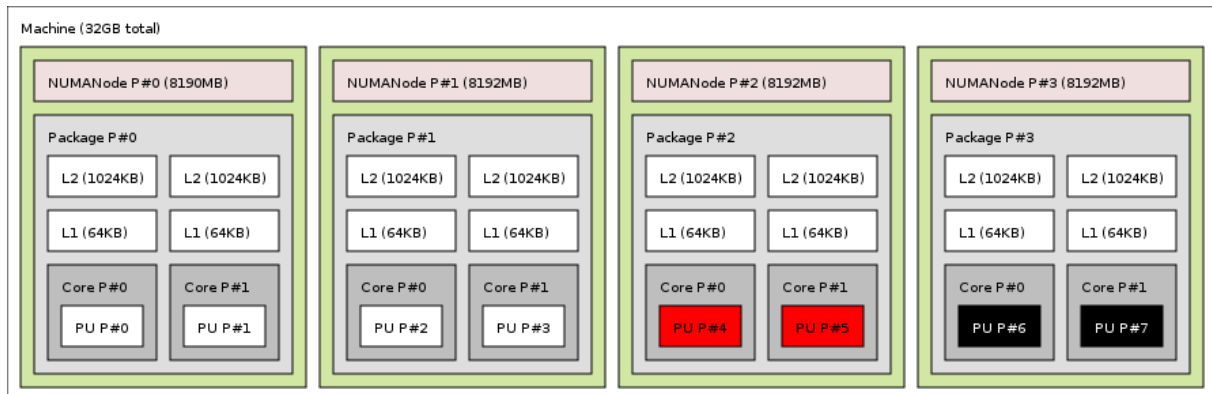 Machine (32GB total)
NUMANode P#0 (8190MB)
Package P#0
L2 (1024KB) L2 (1024KB)
L1 (64KB) L1 (64KB)
Core P#0 Core P#1
PU P#0 PU P#1
NUMANode P#1 (8192MB)
Package P#1
L2 (1024KB) L2 (1024KB)
L1 (64KB) L1 (64KB)
Core P#0 Core P#1
PU P#2 PU P#3
NUMANode P#2 (8192MB)
Package P#2
L2 (1024KB) L2 (1024KB)
L1 (64KB) L1 (64KB)
Core P#0 Core P#1
PU P#4 PU P#5
NUMANode P#3 (8192MB)
Package P#3
L2 (1024KB) L2 (1024KB)
L1 (64KB) L1 (64KB)
Core P#0 Core P#1
PU P#6 PU P#7